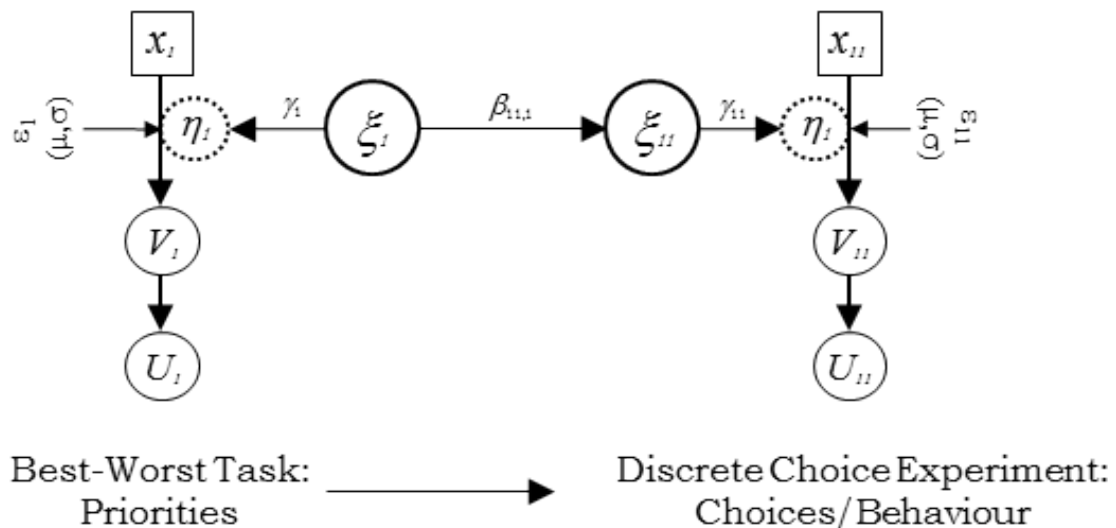 x₁ x₁₁
ε₁ (μ,σ) η₁ γ₁ ξ₁ β₁₁,₁ ξ₁₁ γ₁₁ η₁ ε₁₁ (μ,σ)
V₁ V₁₁
U₁ U₁₁
Best-Worst Task: Discrete Choice Experiment:
Priorities Choices/Behaviour